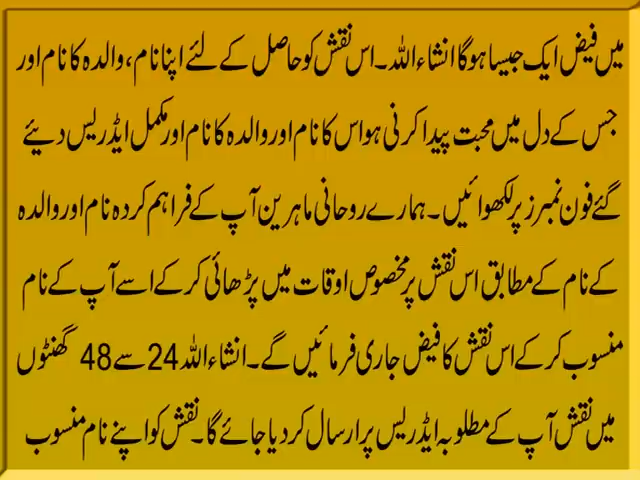 میں فیض ایک جیسا ہوگا انشاء اللہ۔ اس نقش کو حاصل کے لئے اپنا نام، والدہ کا نام اور
جس کے دل میں محبت پیدا کرنی ہو اس کا نام اور والدہ کا نام اور مکمل ایڈریس دیئے
گئے فون نمبرز پر لکھوائیں۔ ہمارے روحانی ماہرین آپ کے فراہم کردہ نام اور والدہ
کے نام کے مطابق اس نقش پر مخصوص اوقات میں پڑھائی کر کے اسے آپ کے نام
منسوب کر کے اس نقش کا فیض جاری فرمائیں گے۔ انشاء اللہ 24 سے 48 گھنٹوں
میں نقش آپ کے مطلوبہ ایڈریس پر ارسال کر دیا جائے گا۔ نقش کو اپنے نام منسوب